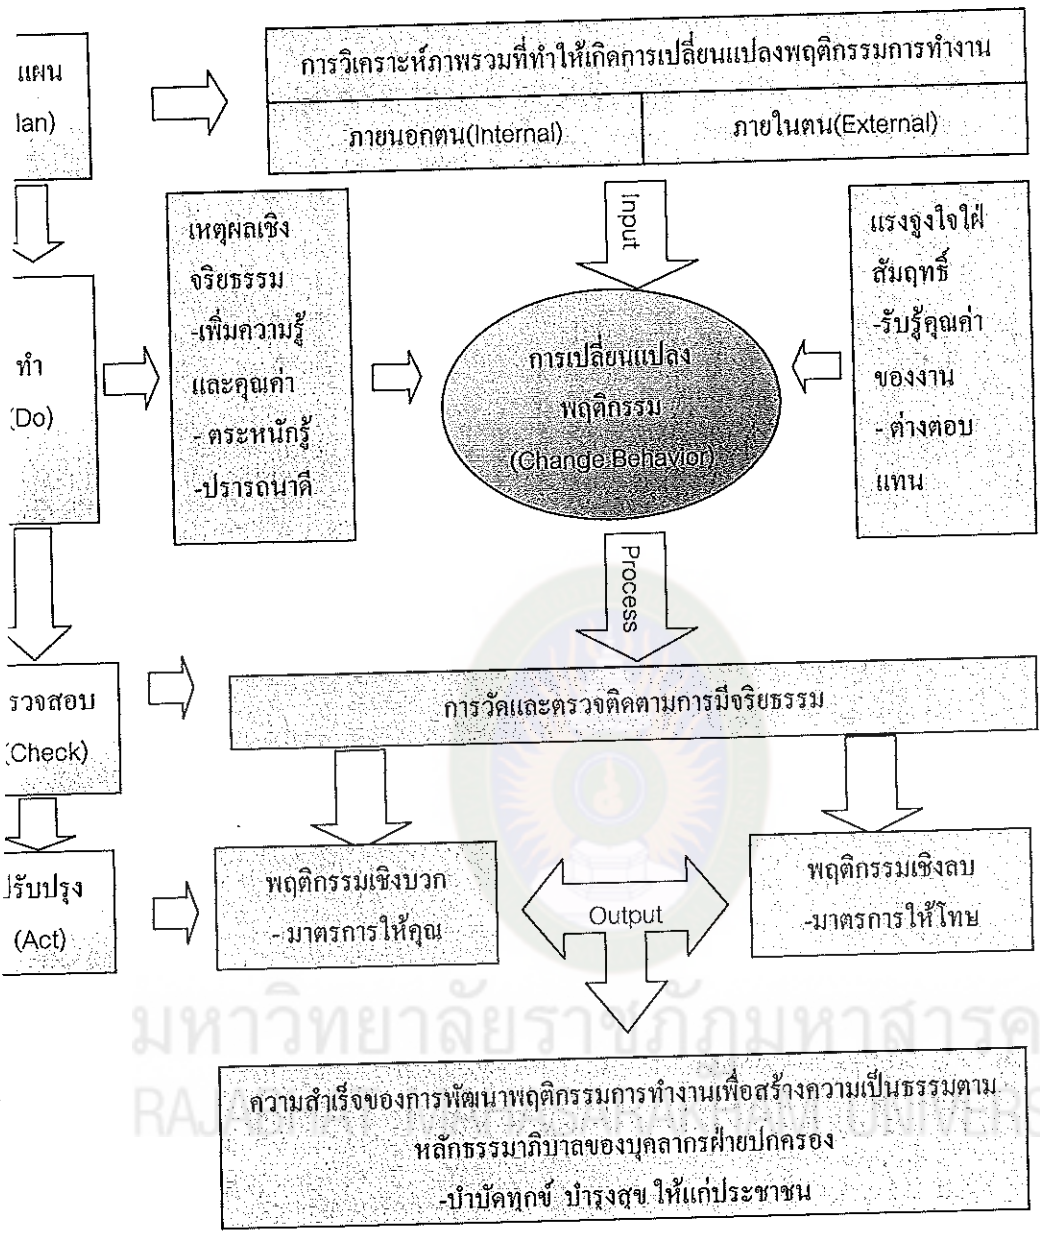 แผน
lan)
การวิเคราะห์ภาพรวมที่ทำให้เกิดการเปลี่ยนแปลงพฤติกรรมการทำงาน
ภายนอกตน(Internal)
ภายในตน(External)
Input
เหตุผลเชิง
จริยธรรม
-เพิ่มความรู้
และคุณค่า
- ตระหนักรู้
-ปรารถนาดี
การเปลี่ยนแปลง
พฤติกรรม
(Change Behavior)
แรงจูงใจใฝ่
สัมฤทธิ์
-รับรู้คุณค่า
ของงาน
- ต่างตอบ
แทน
ทำ
(Do)
Process
รวจสอบ
(Check)
การวัดและตรวจติดตามการมีจริยธรรม
ปรับปรุง
(Act)
พฤติกรรมเชิงบวก
- มาตรการให้คุณ
Output
พฤติกรรมเชิงลบ
-มาตรการให้โทษ
มหาวิทยาลัยราชภัฏมหาสารค
ความสำเร็จของการพัฒนาพฤติกรรมการทำงานเพื่อสร้างความเป็นธรรมตาม
หลักธรรมาภิบาลของบุคลากรฝ่ายปกครอง
-บำบัดทุกข์ บำรุงสุข ให้แก่ประชาชน